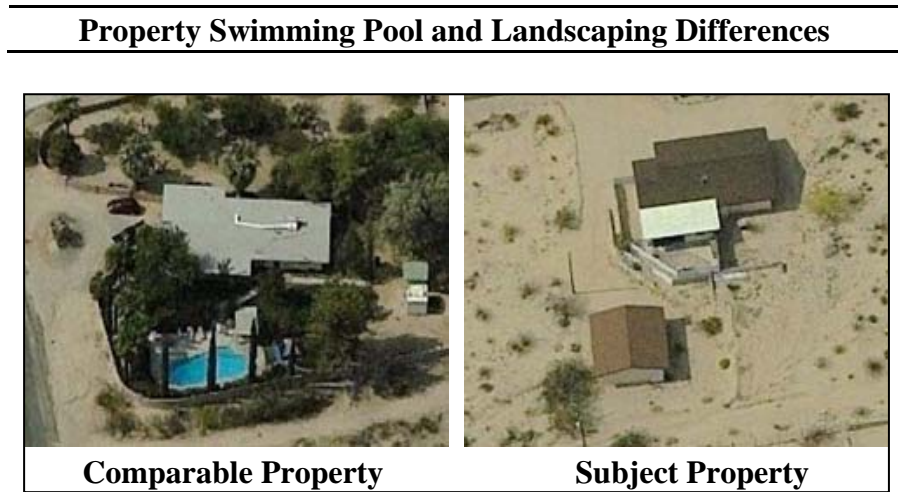 Property Swimming Pool and Landscaping Differences
Comparable Property
Subject Property